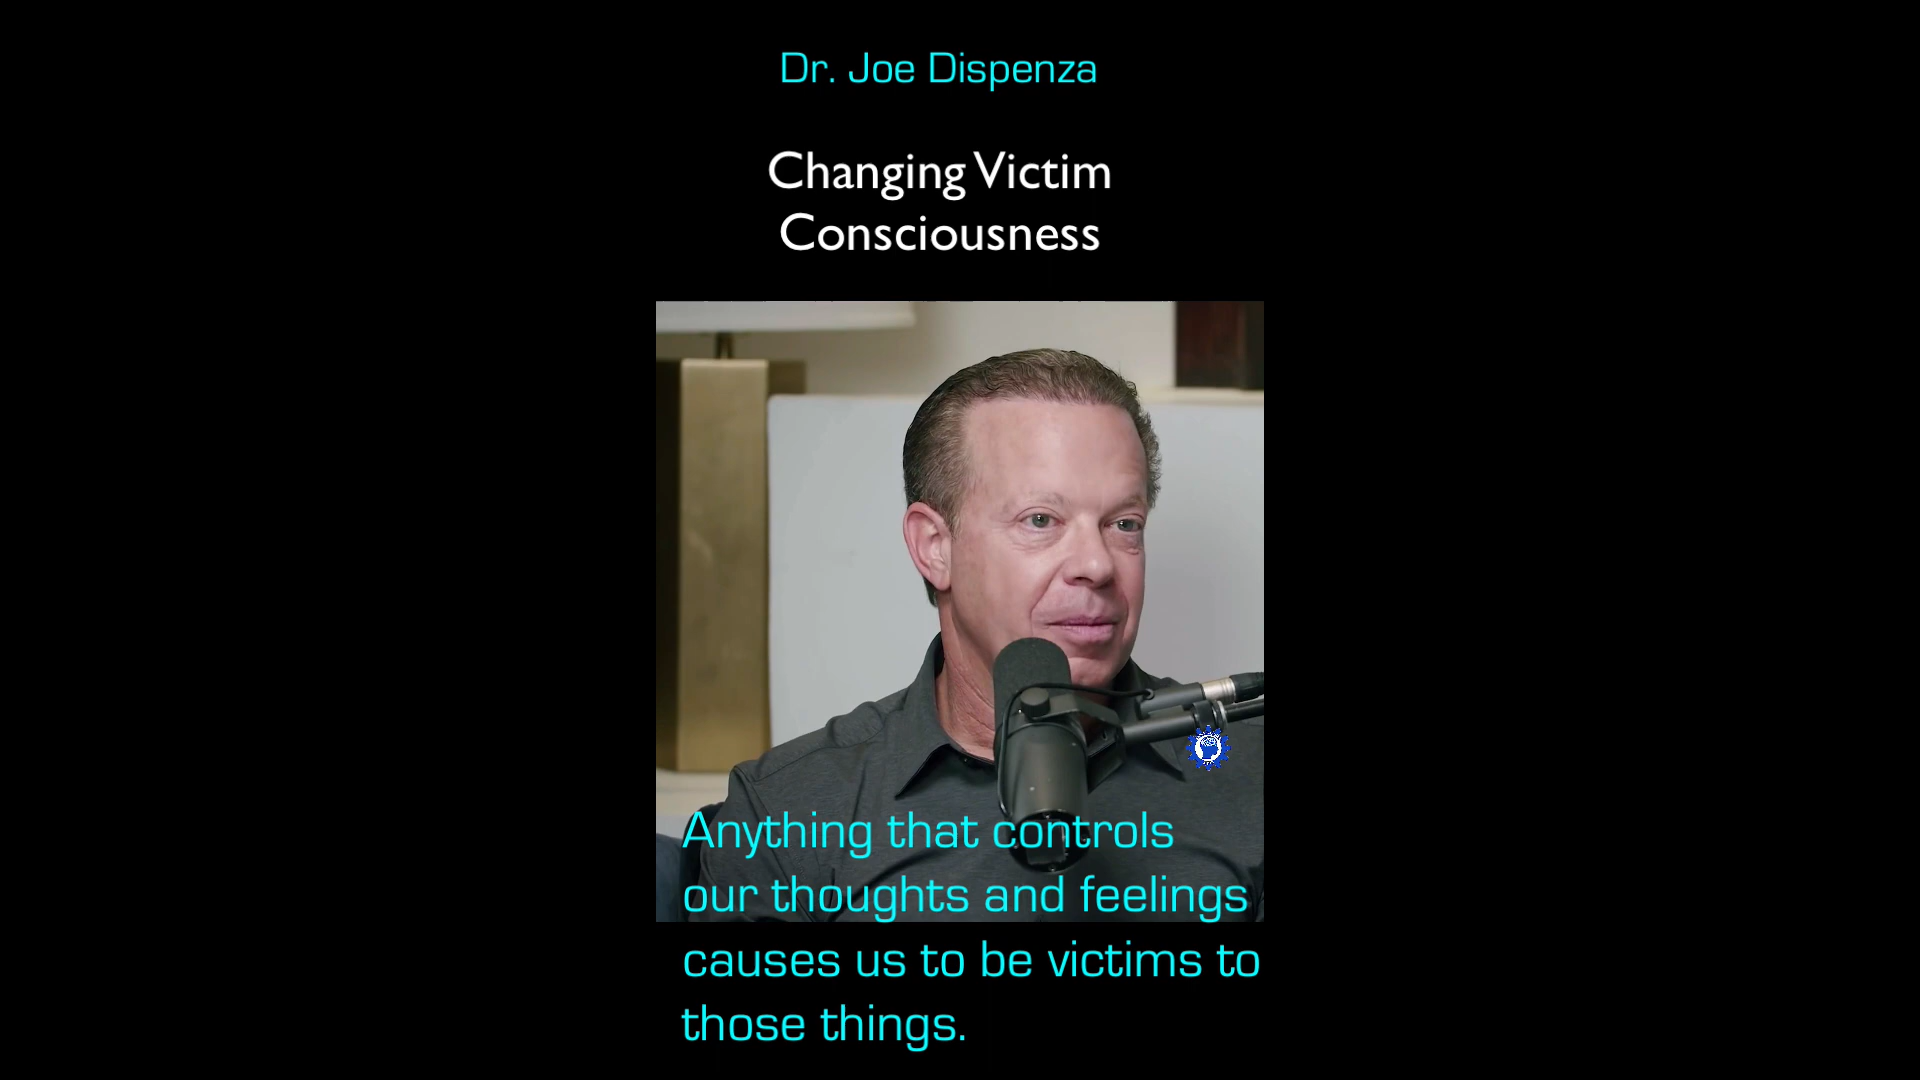 Dr. Joe Dispenza
Changing Victim
Consciousness
Anything that controls
our thoughts and feelings
causes us to be victims to
those things.